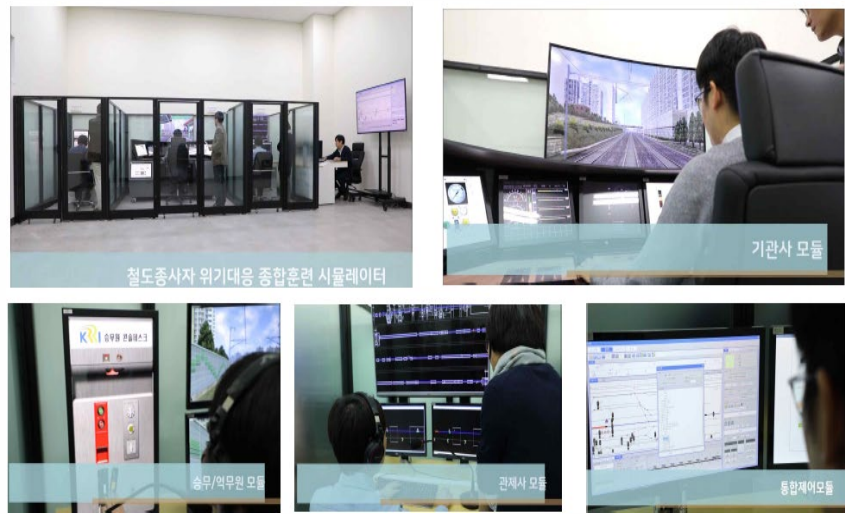 철도종사자 위기대응 종합훈련 시뮬레이터
기관사 모듈
KRRI 승무원 콘솔데스크
승무/역무원 모듈
관제사 모듈
통합제어모듈